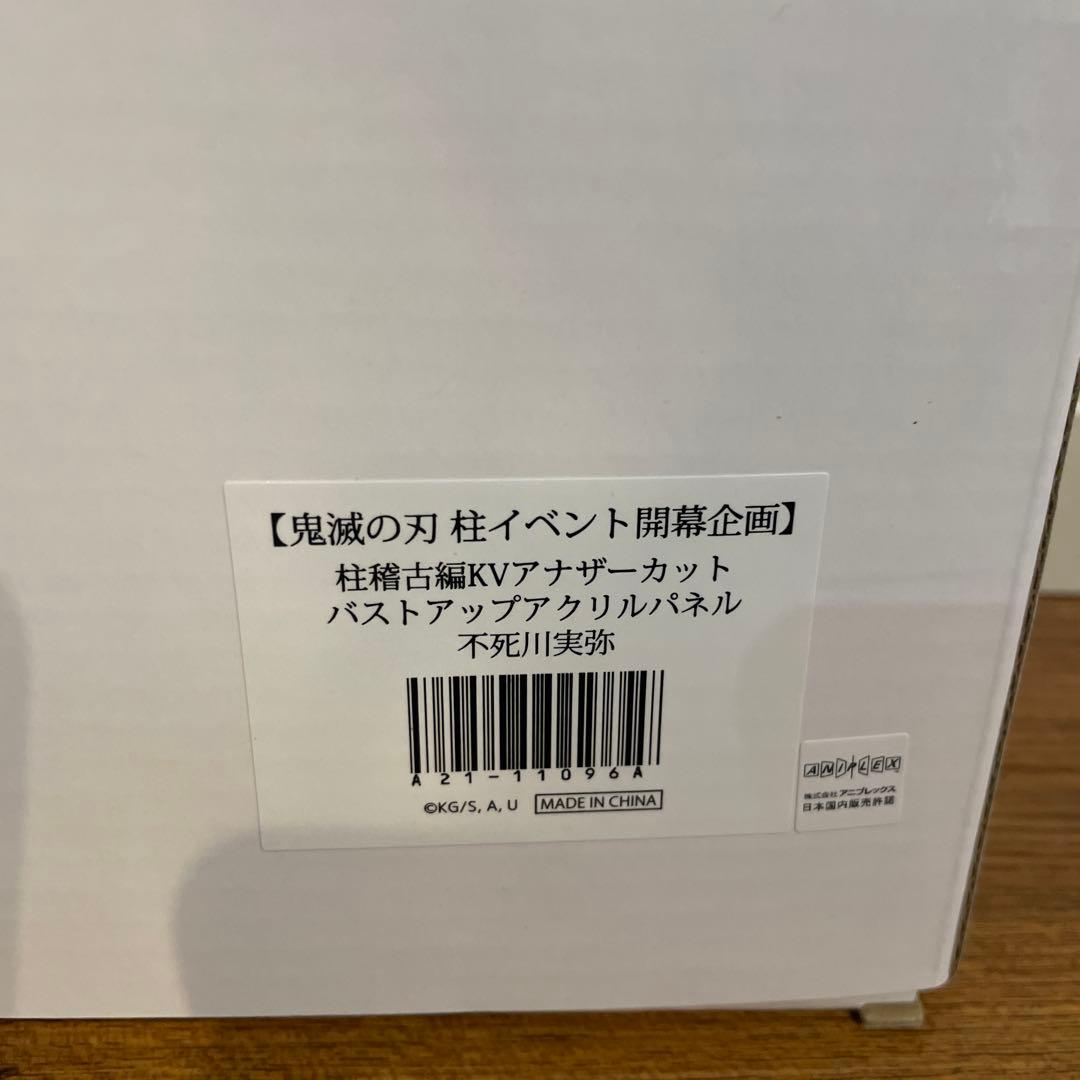 【鬼滅の刃 柱イベント開幕企画】
柱稽古編KVアナザーカット
バストアップアクリルパネル
不死川実弥
A21-11096A
©KG/S, A, U MADE IN CHINA
ANIPLEX
株式会社 アニプレックス
日本国内販売許諾